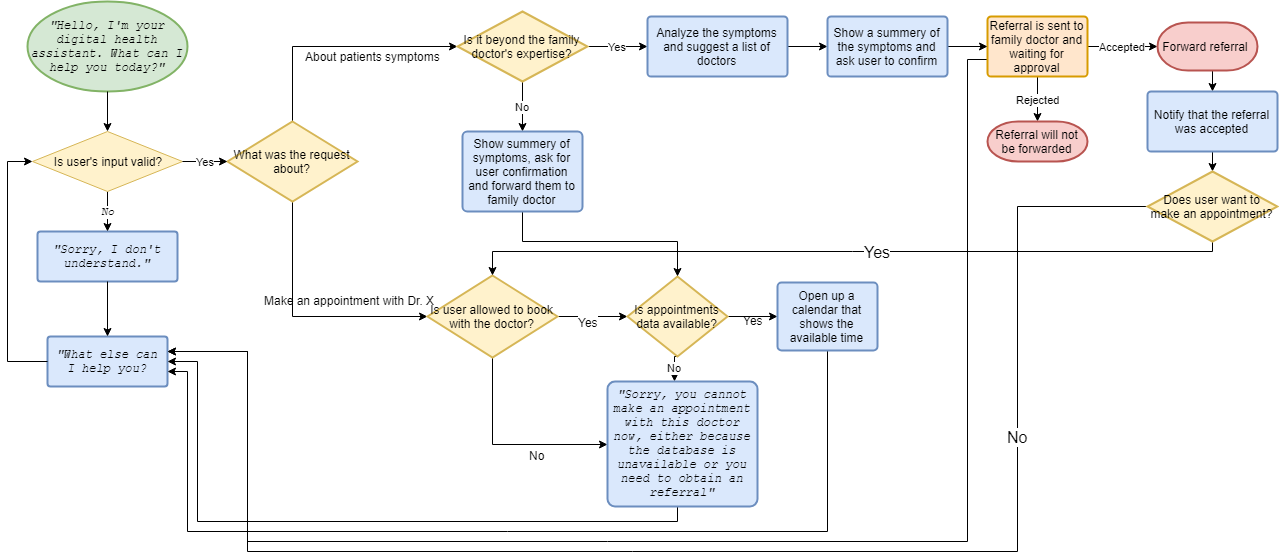 "Hello, I'm your
digital health
assistant. What can I
help you today?"
Is user's input valid?
Yes
No
"Sorry, I don't
understand."
"What else can
I help you?
What was the request
about?
About patients symptoms
Make an appointment with Dr. X
Is it beyond the family
doctor's expertise?
Yes
No
Analyze the symptoms
and suggest a list of
doctors
Show a summery of
the symptoms and
ask user to confirm
Referral is sent to
family doctor and
waiting for
approval
Accepted
Rejected
Forward referral
Referral will not
be forwarded
Notify that the referral
was accepted
Does user want to
make an appointment?
Yes
No
Show summery of
symptoms, ask for
user confirmation
and forward them to
family doctor
Is user allowed to book
with the doctor?
Yes
No
Is appointments
data available?
Yes
No
Open up a
calendar that
shows the
available time
"Sorry, you cannot
make an appointment
with this doctor
now, either because
the database is
unavailable or you
need to obtain an
referral"